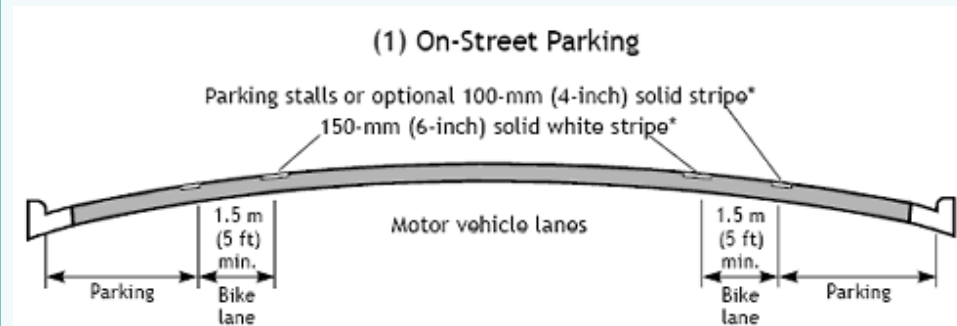 (1) On-Street Parking
Parking stalls or optional 100-mm (4-inch) solid stripe*
150-mm (6-inch) solid white stripe*
1.5 m
(5 ft)
min.
Motor vehicle lanes
1.5 m
(5 ft)
min.
Parking
Bike
lane
Bike
lane
Parking